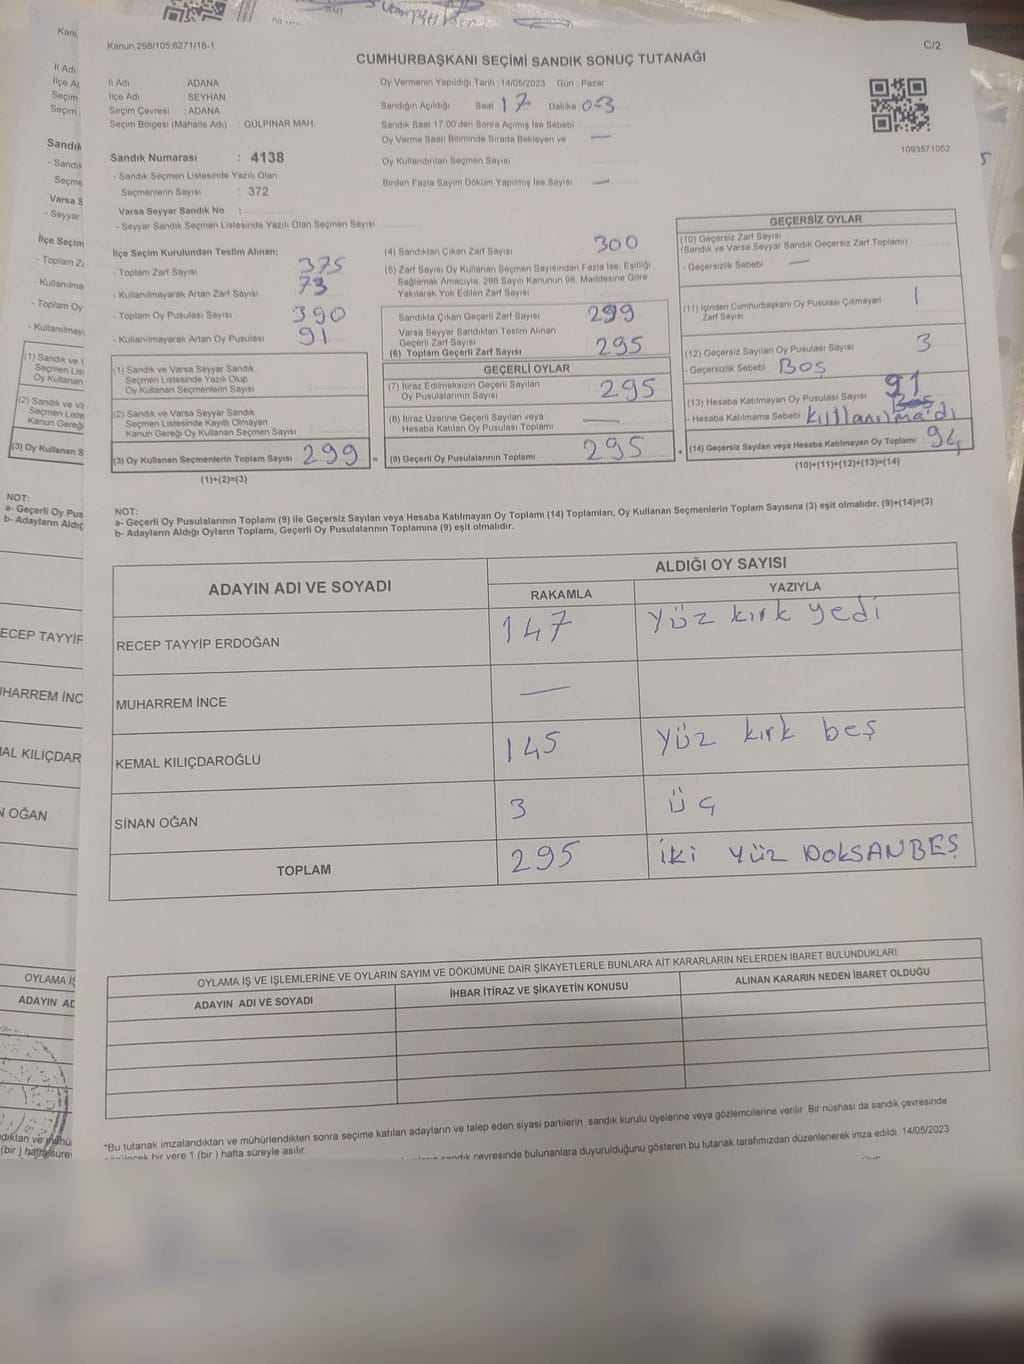 Kanun 298/105,6271/18-1
C/2
CUMHURBAŞKANI SEÇİMİ SANDIK SONUÇ TUTANAĞI
İl Adı : ADANA
İlçe Adı : SEYHAN
Seçim Çevresi : ADANA
Seçim Bölgesi (Mahalle Adı) : GÜLPINAR MAH.
Oy Vermenin Yapıldığı Tarih 14/05/2023 Gün : Pazar
Sandığın Açıldığı Saat 17 Dakika 03
Sandık Saat 17:00'den Sonra Açımış İse Sebebi :
Oy Verme Saati Bitiminde Sırada Bekleyen ve —
Oy Kullandırılan Seçmen Sayısı
Birden Fazla Sayım Döküm Yapılmış İse Sayısı : —
1093571052
Sandık Numarası : 4138
- Sandık Seçmen Listesinde Yazılı Olan
Seçmenlerin Sayısı : 372
Varsa Seyyar Sandık No :
- Seyyar Sandık Seçmen Listesinde Yazılı Olan Seçmen Sayısı :
İlçe Seçim Kurulundan Teslim Alınan;
- Toplam Zarf Sayısı 375
- Kullanılmayarak Artan Zarf Sayısı : 73
- Toplam Oy Pusulası Sayısı : 390
- Kullanılmayarak Artan Oy Pusulası : 91
(1) Sandık ve Varsa Seyyar Sandık
Seçmen Listesinde Yazılı Olup
Oy Kullanan Seçmenlerin Sayısı
(2) Sandık ve Varsa Seyyar Sandık
Seçmen Listesinde Kayıtlı Olmayan
Kanun Gereği Oy Kullanan Seçmen Sayısı
(3) Oy Kullanan Seçmenlerin Toplam Sayısı 299 =
(1)+(2)=(3)
(4) Sandıktan Çıkan Zarf Sayısı : 300
(5) Zarf Sayısı Oy Kullanan Seçmen Sayısından Fazla İse, Eşitliği
Sağlamak Amacıyla, 298 Sayılı Kanunun 98. Maddesine Göre
Yakılarak Yok Edilen Zarf Sayısı :
Sandıkta Çıkan Geçerli Zarf Sayısı : 299
Varsa Seyyar Sandıktan Teslim Alınan
Geçerli Zarf Sayısı :
(6) Toplam Geçerli Zarf Sayısı : 295
GEÇERLİ OYLAR
(7) İtiraz Edilmeksizin Geçerli Sayılan
Oy Pusulalarının Sayısı : 295
(8) İtiraz Üzerine Geçerli Sayılan veya
Hesaba Katılan Oy Pusulası Toplamı : —
(9) Geçerli Oy Pusulalarının Toplamı : 295 +
GEÇERSİZ OYLAR
(10) Geçersiz Zarf Sayısı
(Sandık ve Varsa Seyyar Sandık Geçersiz Zarf Toplamı)
- Geçersizlik Sebebi : —
(11) İçinden Cumhurbaşkanı Oy Pusulası Çıkmayan
Zarf Sayısı 1
(12) Geçersiz Sayılan Oy Pusulası Sayısı : 3
- Geçersizlik Sebebi : BOŞ
(13) Hesaba Katılmayan Oy Pusulası Sayısı : 91
- Hesaba Katılmama Sebebi : kullanılmadı
(14) Geçersiz Sayılan veya Hesaba Katılmayan Oy Toplamı : 94
(10)+(11)+(12)+(13)=(14)
NOT:
a- Geçerli Oy Pusulalarının Toplamı (9) ile Geçersiz Sayılan veya Hesaba Katılmayan Oy Toplamı (14) Toplamları, Oy Kullanan Seçmenlerin Toplam Sayısına (3) eşit olmalıdır. (9)+(14)=(3)
b- Adayların Aldığı Oyların Toplamı, Geçerli Oy Pusulalarının Toplamına (9) eşit olmalıdır.
ADAYIN ADI VE SOYADI
ALDIĞI OY SAYISI
RAKAMLA YAZIYLA
RECEP TAYYİP ERDOĞAN 147 Yüz kırk yedi
MUHARREM İNCE —
KEMAL KILIÇDAROĞLU 145 Yüz kırk beş
SİNAN OĞAN 3 Üç
TOPLAM 295 İki Yüz DOKSANBEŞ
OYLAMA İŞ VE İŞLEMLERİNE VE OYLARIN SAYIM VE DÖKÜMÜNE DAİR ŞİKAYETLERLE BUNLARA AİT KARARLARIN NELERDEN İBARET BULUNDUKLARI
ADAYIN ADI VE SOYADI İHBAR İTİRAZ VE ŞİKAYETİN KONUSU ALINAN KARARIN NEDEN İBARET OLDUĞU
*Bu tutanak imzalandıktan ve mühürlendikten sonra seçime katılan adayların ve talep eden siyasi partilerin sandık kurulu üyelerine veya gözlemcilerine verilir. Bir nüshası da sandık çevresinde
bir yere 1 (bir) hafta süreyle asılır.
sandık çevresinde bulunanlara duyurulduğunu gösteren bu tutanak tarafımızdan düzenlenerek imza edildi. 14/05/2023